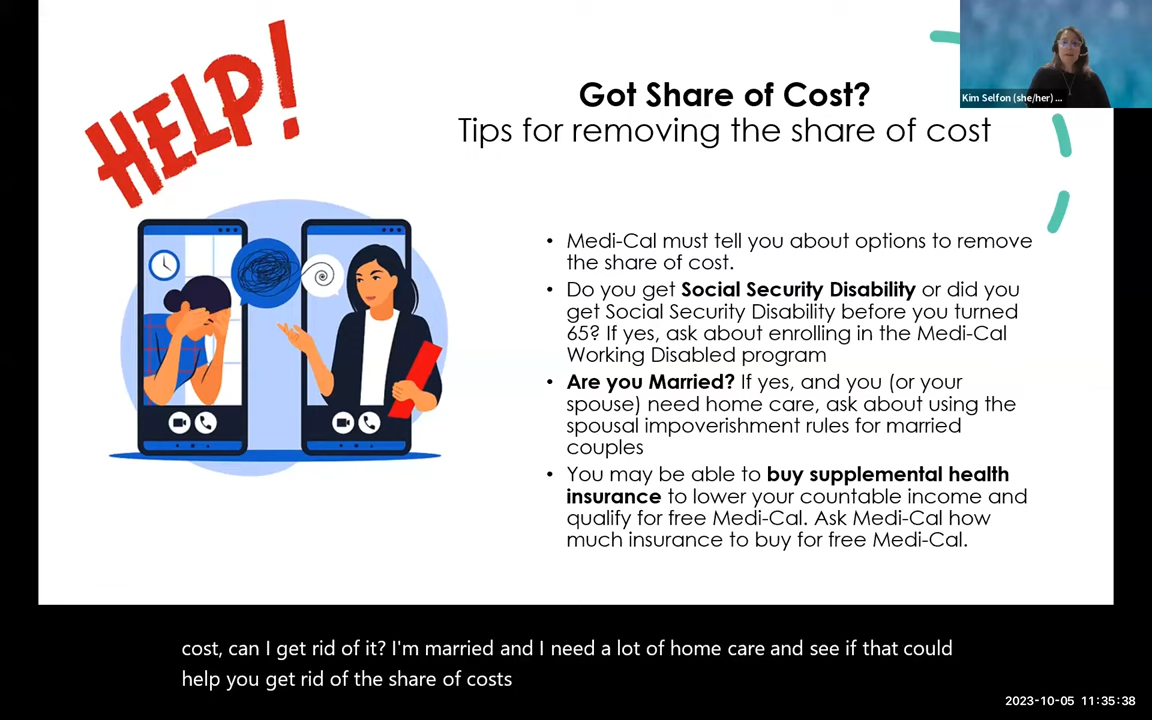 HELP!
Got Share of Cost?
Tips for removing the share of cost
Kim Selfon (she/her) ...
• Medi-Cal must tell you about options to remove
the share of cost.
• Do you get Social Security Disability or did you
get Social Security Disability before you turned
65? If yes, ask about enrolling in the Medi-Cal
Working Disabled program
• Are you Married? If yes, and you (or your
spouse) need home care, ask about using the
spousal impoverishment rules for married
couples
• You may be able to buy supplemental health
insurance to lower your countable income and
qualify for free Medi-Cal. Ask Medi-Cal how
much insurance to buy for free Medi-Cal.
cost, can I get rid of it? I'm married and I need a lot of home care and see if that could
help you get rid of the share of costs
2023-10-05 11:35:38